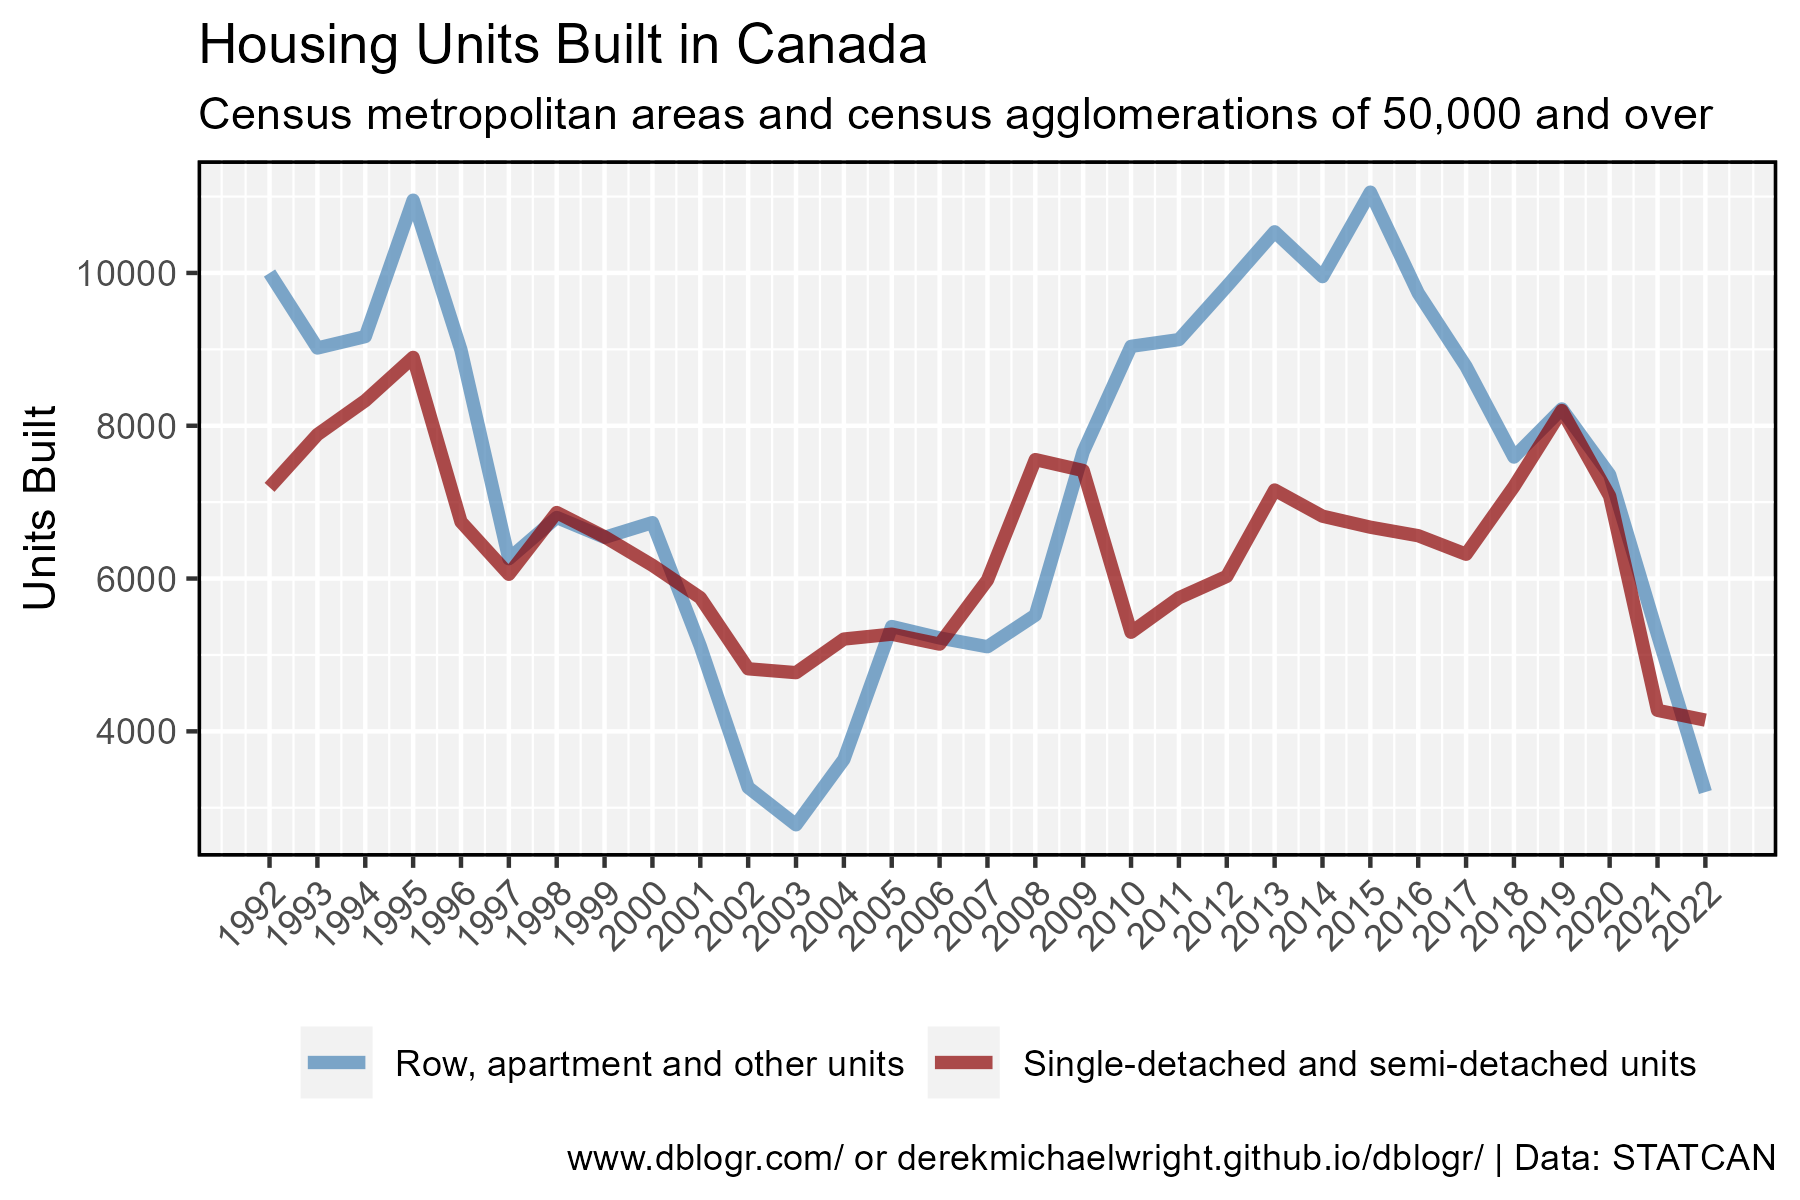 Housing Units Built in Canada
Census metropolitan areas and census agglomerations of 50,000 and over
Units Built
10000
8000
6000
4000
1992 1993 1994 1995 1996 1997 1998 1999 2000 2001 2002 2003 2004 2005 2006 2007 2008 2009 2010 2011 2012 2013 2014 2015 2016 2017 2018 2019 2020 2021 2022
Row, apartment and other units Single-detached and semi-detached units
www.dblogr.com/ or derekmichaelwright.github.io/dblogr/ | Data: STATCAN